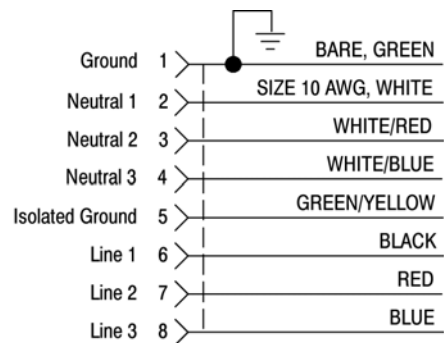 Ground 1 BARE, GREEN
Neutral 1 2 SIZE 10 AWG, WHITE
Neutral 2 3 WHITE/RED
Neutral 3 4 WHITE/BLUE
Isolated Ground 5 GREEN/YELLOW
Line 1 6 BLACK
Line 2 7 RED
Line 3 8 BLUE